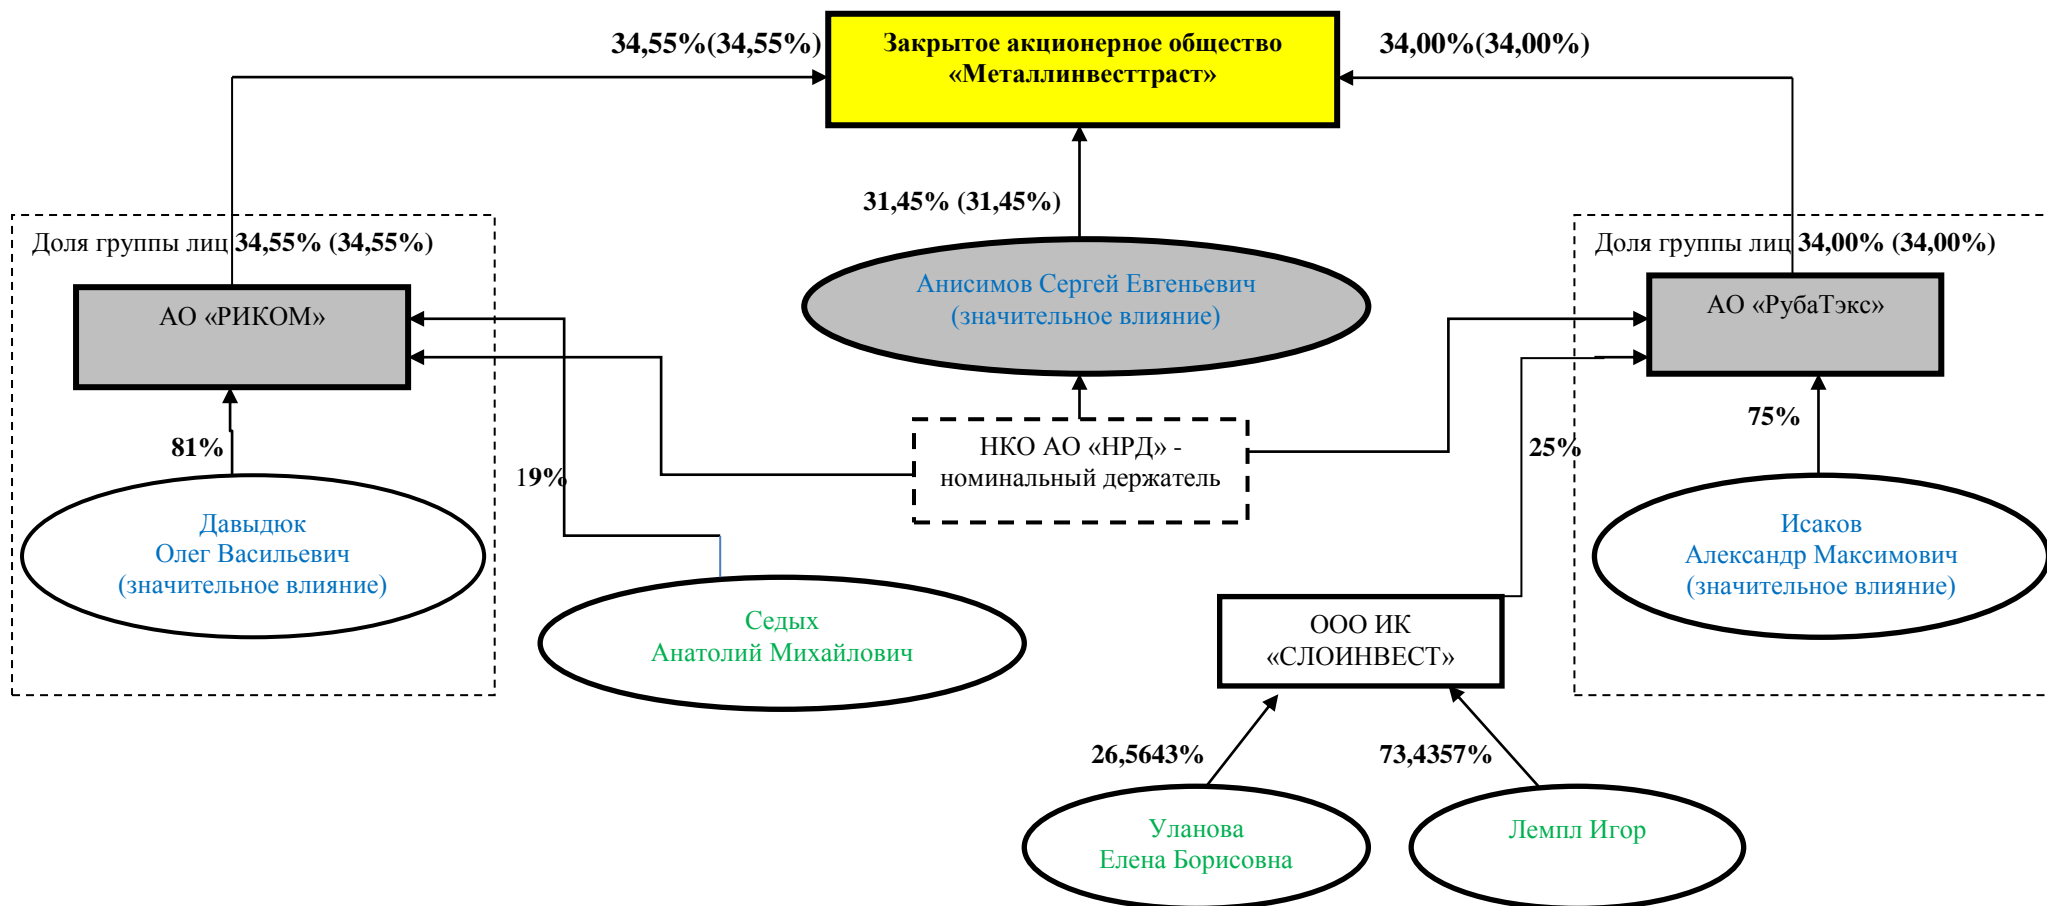 34,55%(34,55%)
Закрытое акционерное общество
«Металлинвесттраст»
34,00%(34,00%)
31,45% (31,45%)
Доля группы лиц 34,55% (34,55%)
Доля группы лиц 34,00% (34,00%)
АО «РИКОМ»
Анисимов Сергей Евгеньевич
(значительное влияние)
АО «РубаТэкс»
81%
19%
НКО АО «НРД» -
номинальный держатель
25%
75%
Давыдюк
Олег Васильевич
(значительное влияние)
Исаков
Александр Максимович
(значительное влияние)
Седых
Анатолий Михайлович
ООО ИК
«СЛОИНВЕСТ»
26,5643%
73,4357%
Уланова
Елена Борисовна
Лемпл Игор